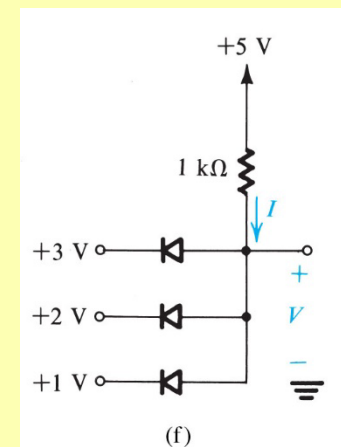 +5 V
1 kΩ
I
+3 V
+
+2 V
V
+1 V
−
(f)